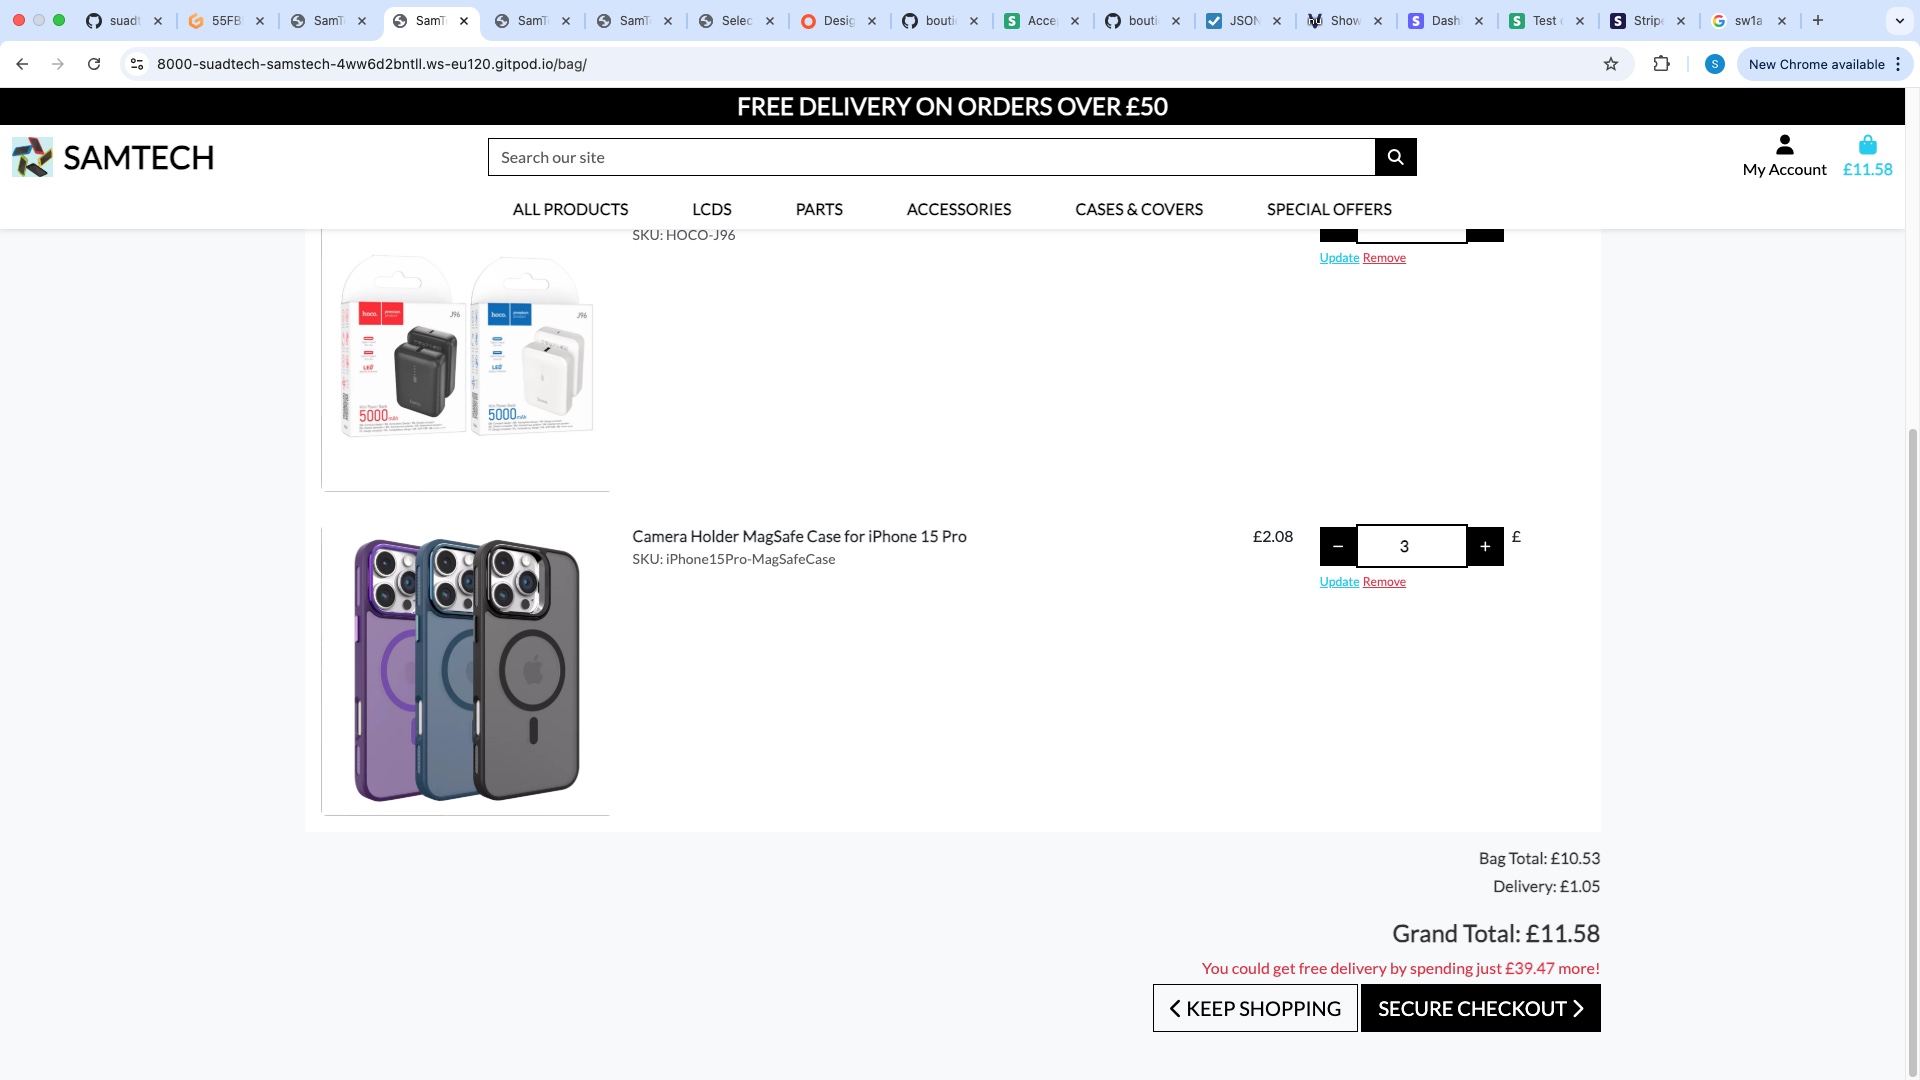 suadt
55FB
SamT
SamT
SamT
SamT
Selec
Desig
bouti
Acce
bouti
JSON
Show
Dash
Test
Stripe
sw1a
8000-suadtech-samstech-4ww6d2bntll.ws-eu120.gitpod.io/bag/
S
New Chrome available
FREE DELIVERY ON ORDERS OVER £50
SAMTECH
Search our site
My Account
£11.58
ALL PRODUCTS
LCDS
PARTS
ACCESSORIES
CASES & COVERS
SPECIAL OFFERS
SKU: HOCO-J96
Update Remove
hoco. J96
hoco. J96
LED
LED
5000mAh
5000mAh
Camera Holder MagSafe Case for iPhone 15 Pro
£2.08
− 3 +
£
SKU: iPhone15Pro-MagSafeCase
Update Remove
Bag Total: £10.53
Delivery: £1.05
Grand Total: £11.58
You could get free delivery by spending just £39.47 more!
KEEP SHOPPING
SECURE CHECKOUT